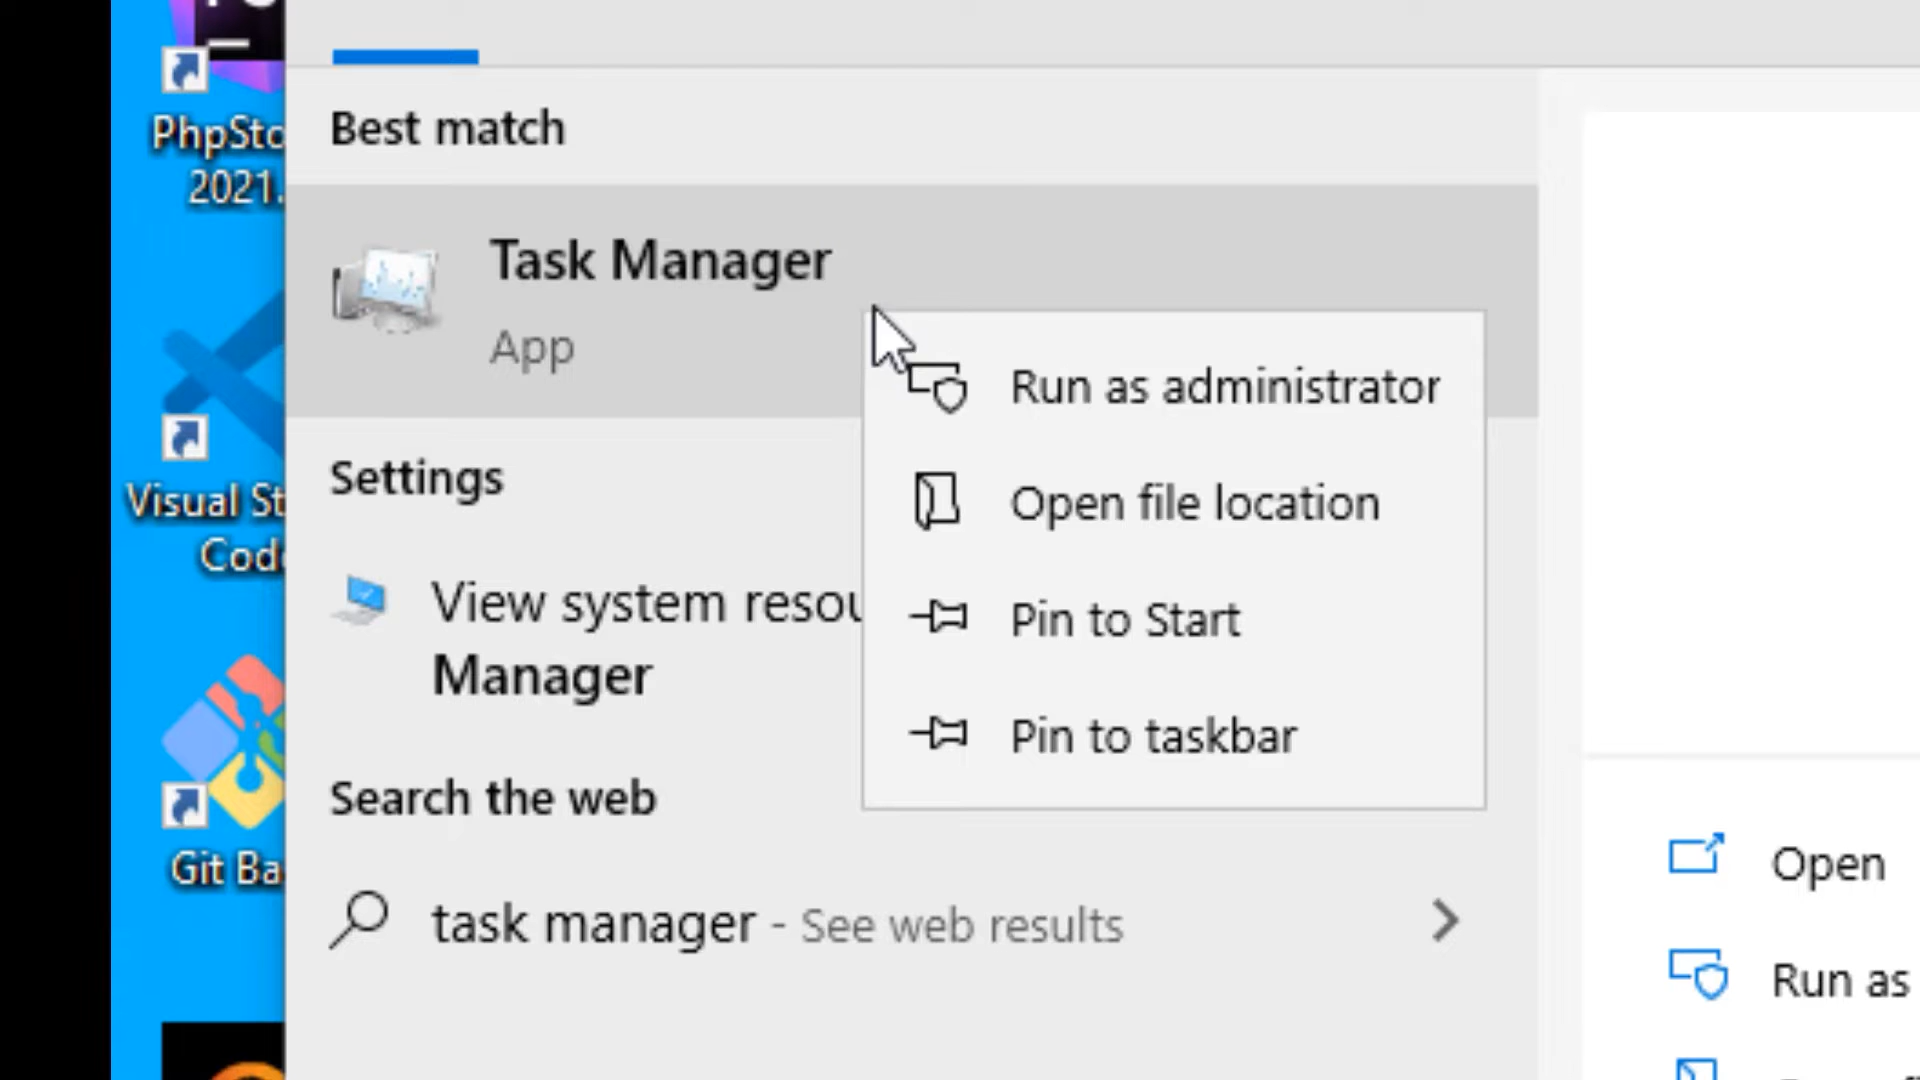 PhpSto
2021.
Visual St
Code
Git Ba
Best match
Task Manager
App
Settings
View system resou
Manager
Search the web
task manager - See web results
Run as administrator
Open file location
Pin to Start
Pin to taskbar
Open
Run as